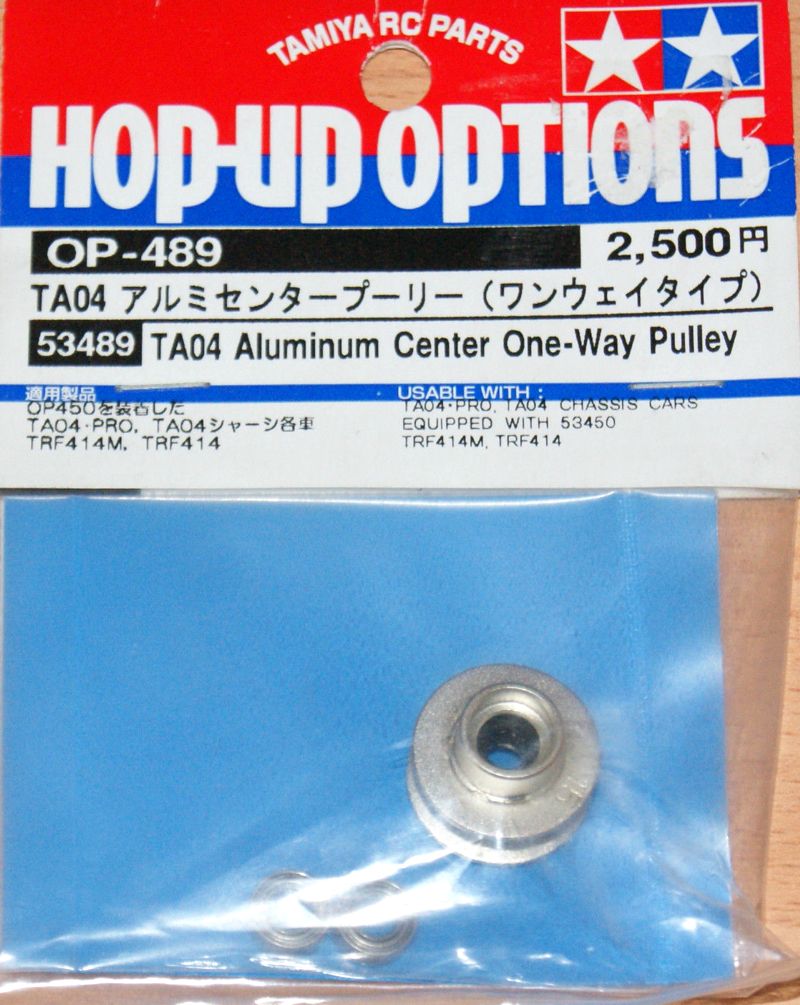 TAMIYA RC PARTS
HOP-UP OPTIONS
OP-489 2,500円
TA04 アルミセンタープーリー（ワンウェイタイプ）
53489 TA04 Aluminum Center One-Way Pulley
適用製品
OP450を装着した
TA04・PRO, TA04シャーシ各車
TRF414M, TRF414
USABLE WITH :
TA04・PRO, TA04 CHASSIS CARS
EQUIPPED WITH 53450
TRF414M, TRF414